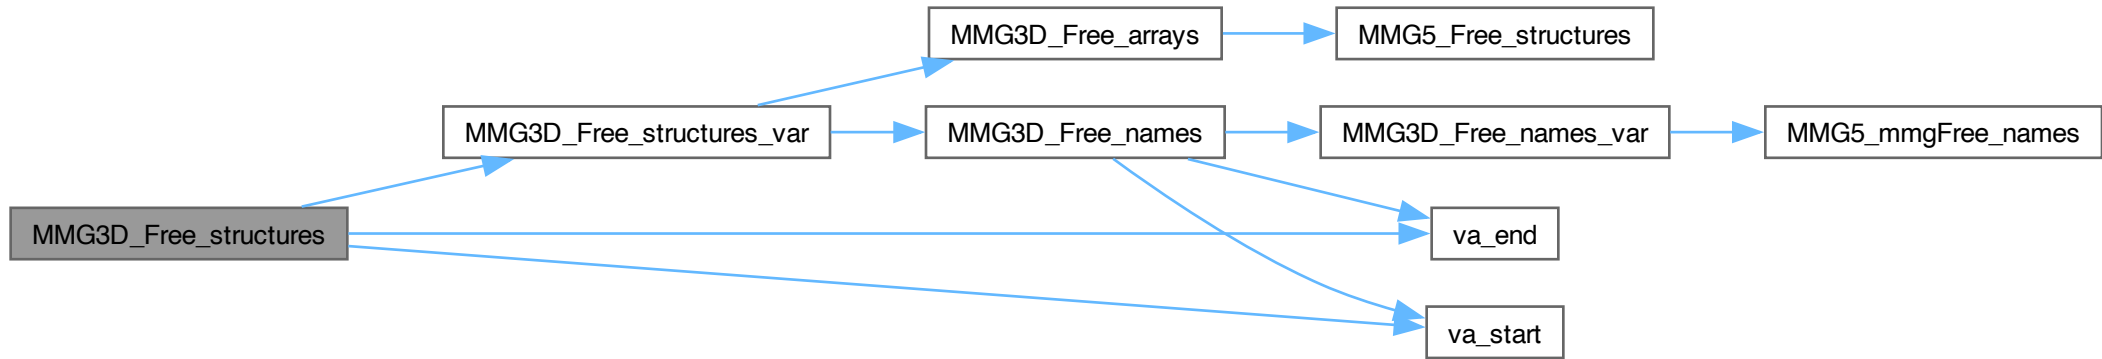 MMG3D_Free_arrays
MMG5_Free_structures
MMG3D_Free_structures_var
MMG3D_Free_names
MMG3D_Free_names_var
MMG5_mmgFree_names
MMG3D_Free_structures
va_end
va_start